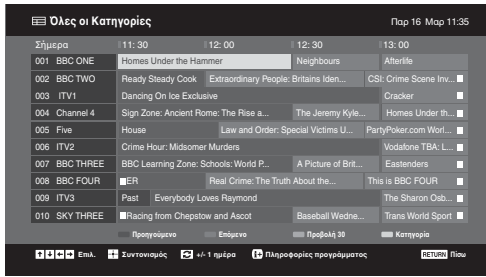 Όλες οι Κατηγορίες Παρ 16 Μαρ 11:35
Σήμερα 11: 30 12: 00 12: 30 13: 00
001 BBC ONE Homes Under the Hammer Neighbours Afterlife
002 BBC TWO Ready Steady Cook Extraordinary People: Britains Iden... CSI: Crime Scene Inv...
003 ITV1 Dancing On Ice Exclusive Cracker
004 Channel 4 Sign Zone: Ancient Rome: The Rise a... The Jeremy Kyle... Homes Under th...
005 Five House Law and Order: Special Victims U... PartyPoker.com Worl...
006 ITV2 Crime Hour: Midsomer Murders Vodafone TBA: L...
007 BBC THREE BBC Learning Zone: Schools: World P... A Picture of Brit... Eastenders
008 BBC FOUR ER Real Crime: The Truth About the... This is BBC FOUR
009 ITV3 Past Everybody Loves Raymond The Sharon Osb...
010 SKY THREE Racing from Chepstow and Ascot Baseball Wedne... Trans World Sport
Προηγούμενο Επόμενο Προβολή 30 Κατηγορία
Επιλ. Συντονισμός +/- 1 ημέρα Πληροφορίες προγράμματος RETURN Πίσω